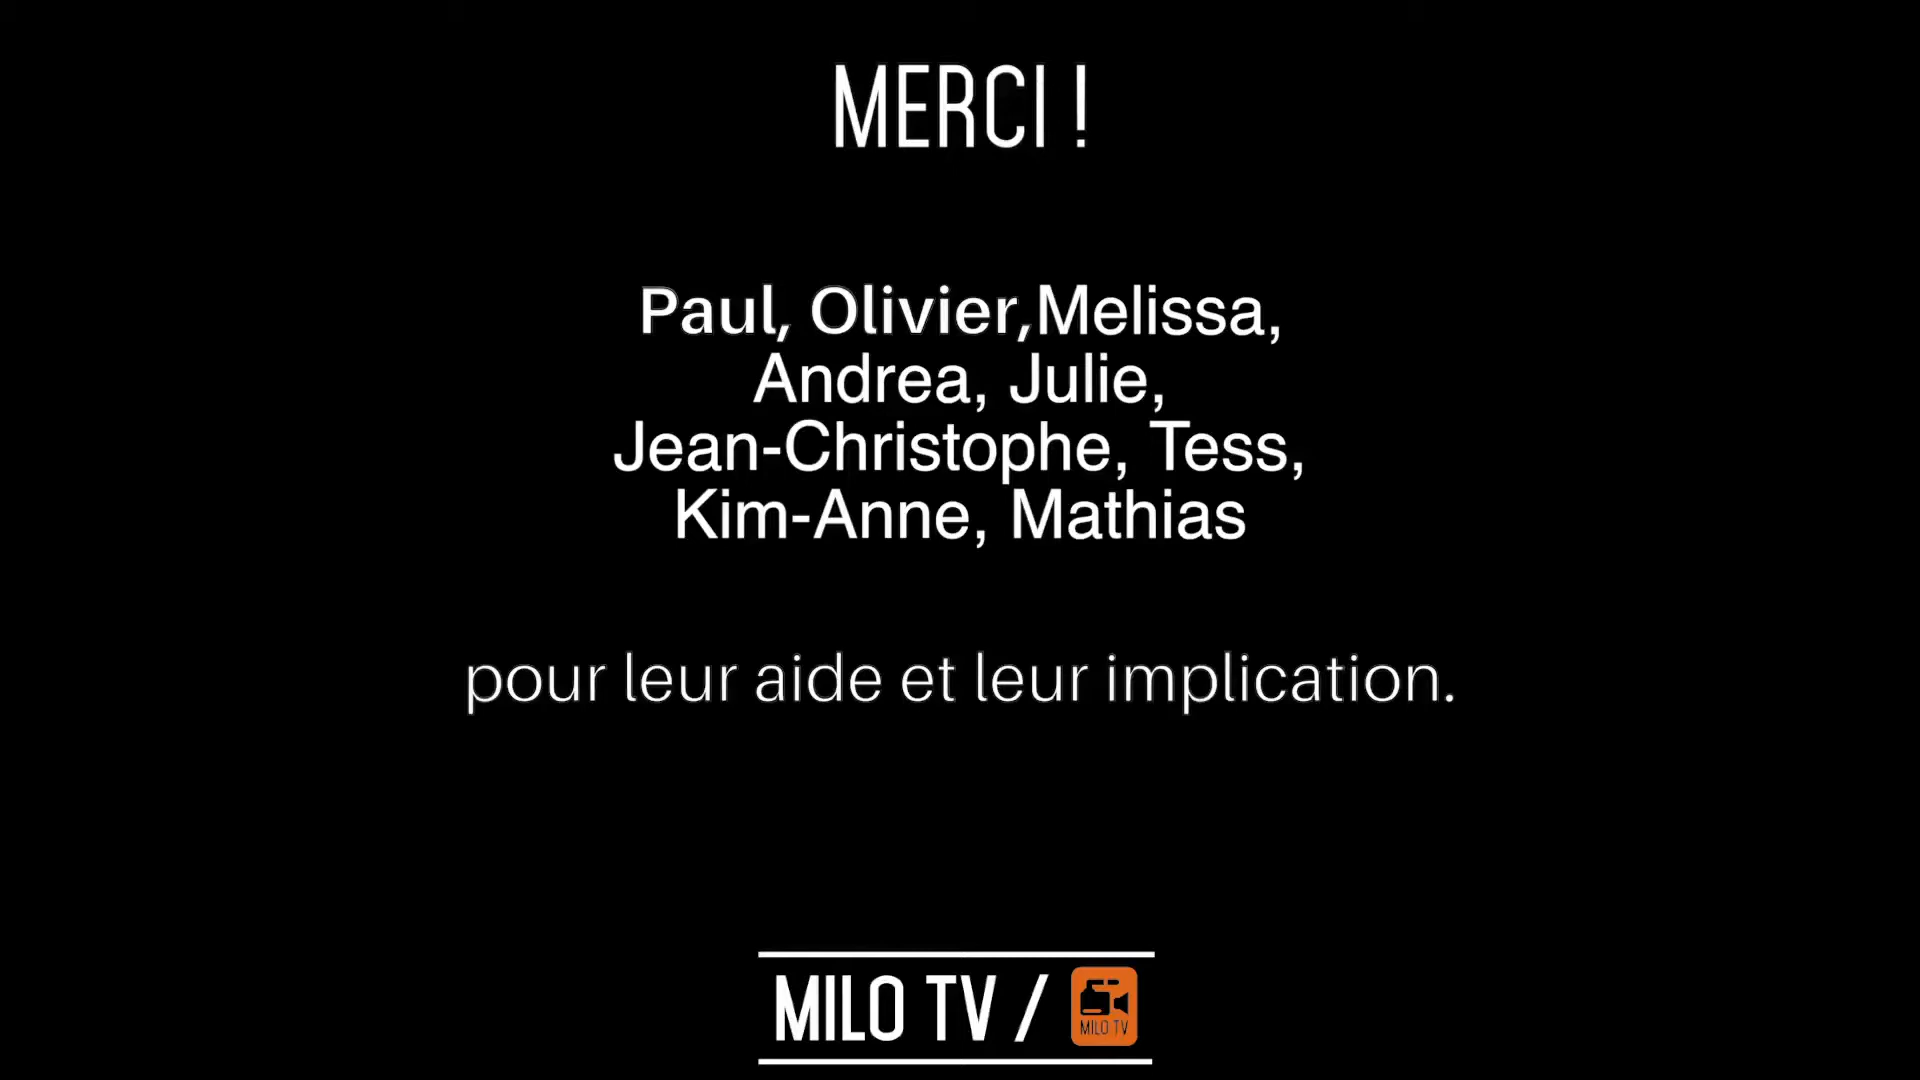 MERCI !
Paul, Olivier,Melissa,
Andrea, Julie,
Jean-Christophe, Tess,
Kim-Anne, Mathias
pour leur aide et leur implication.
MILO TV /
MILO TV